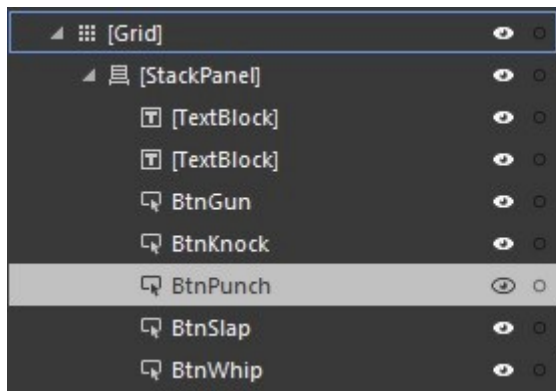 [Grid]
[StackPanel]
[TextBlock]
[TextBlock]
BtnGun
BtnKnock
BtnPunch
BtnSlap
BtnWhip